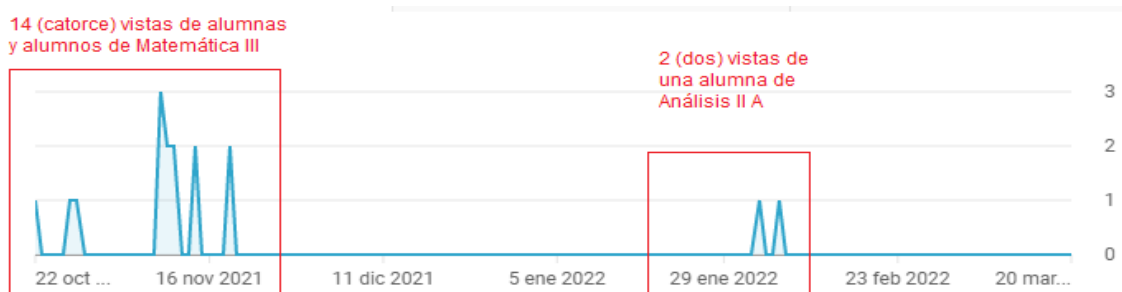 14 (catorce) vistas de alumnas
y alumnos de Matemática III
2 (dos) vistas de
una alumna de
Análisis II A
3
2
1
0
22 oct ...
16 nov 2021
11 dic 2021
5 ene 2022
29 ene 2022
23 feb 2022
20 mar...